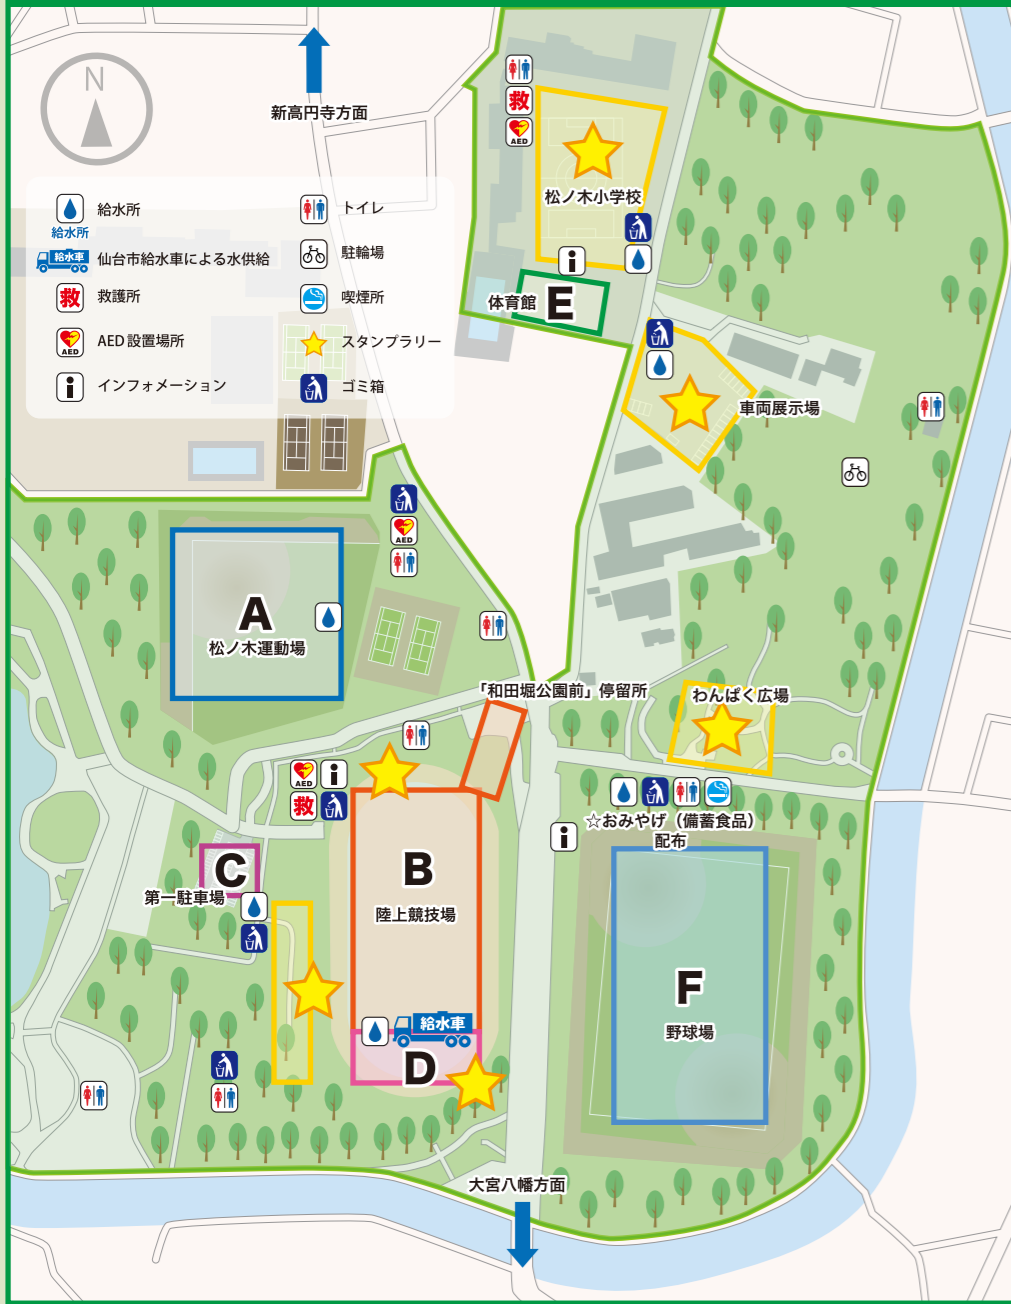 N
新高円寺方面
給水所
給水所
給水車
仙台市給水車による水供給
救
救護所
AED
AED設置場所
i
インフォメーション
トイレ
駐輪場
喫煙所
スタンプラリー
ゴミ箱
救
AED
松ノ木小学校
i
体育館
E
車両展示場
AED
A
松ノ木運動場
「和田堀公園前」停留所
わんぱく広場
AED
i
救
☆おみやげ(備蓄食品)
配布
i
B
陸上競技場
C
第一駐車場
F
野球場
給水車
D
大宮八幡方面